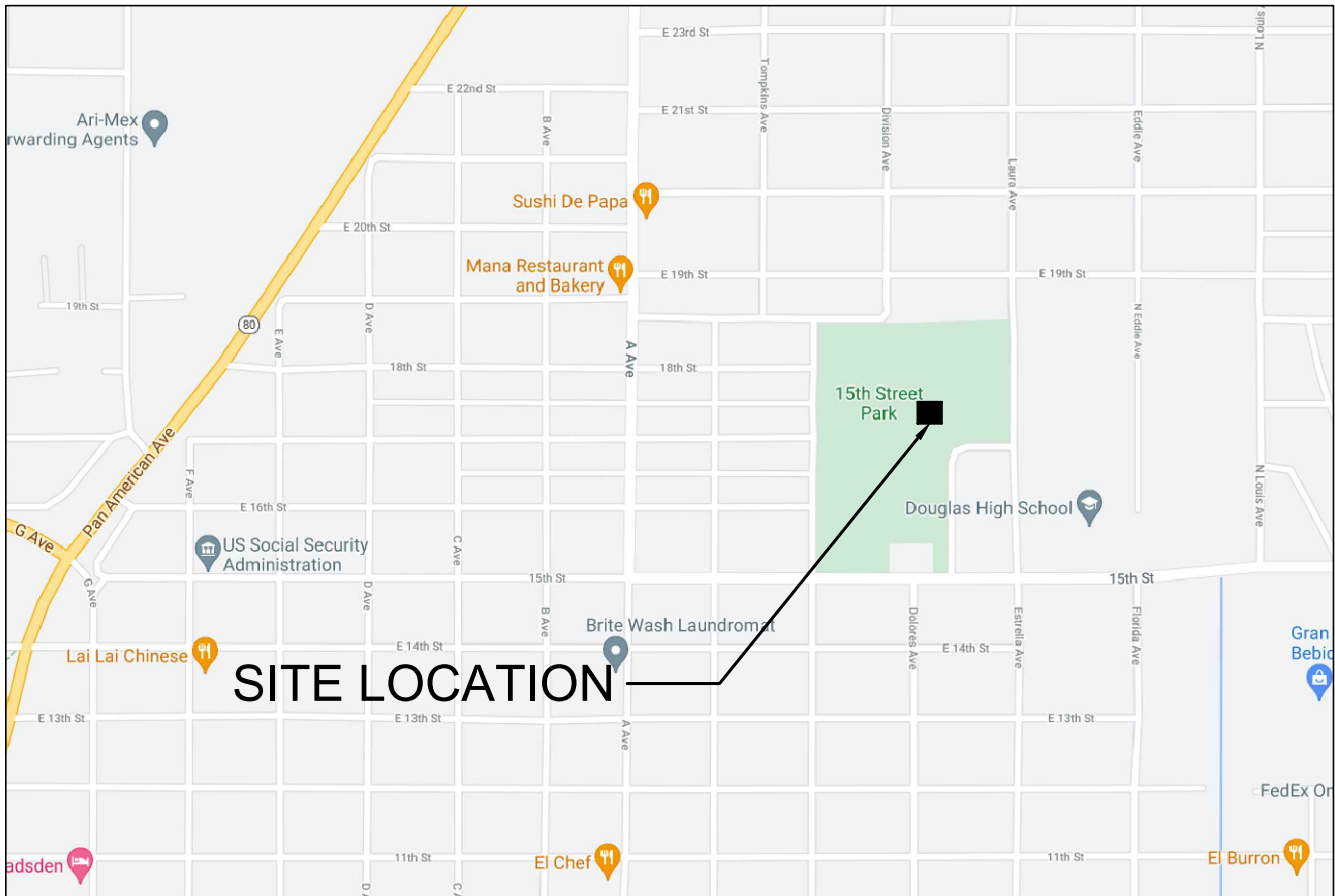 E 23rd St
N Louis
E 22nd St
Tompkins Ave
E 21st St
Division Ave
Eddie Ave
B Ave
Ari-Mex
rwarding Agents
Laura Ave
Sushi De Papa
E 20th St
Mana Restaurant
and Bakery
E 19th St
E 19th St
19th St
D Ave
N Eddie Ave
80
E Ave
A Ave
18th St
18th St
15th Street
Park
Pan American Ave
F Ave
N Louis Ave
E 16th St
Douglas High School
G Ave
US Social Security
Administration
C Ave
15th St
15th St
G Ave
D Ave
B Ave
Dolores Ave
Estrella Ave
Florida Ave
Brite Wash Laundromat
E 14th St
E 14th St
Gran
Bebic
Lai Lai Chinese
SITE LOCATION
E 13th St
E 13th St
E 13th St
A Ave
FedEx On
adsden
11th St
El Chef
11th St
El Burron